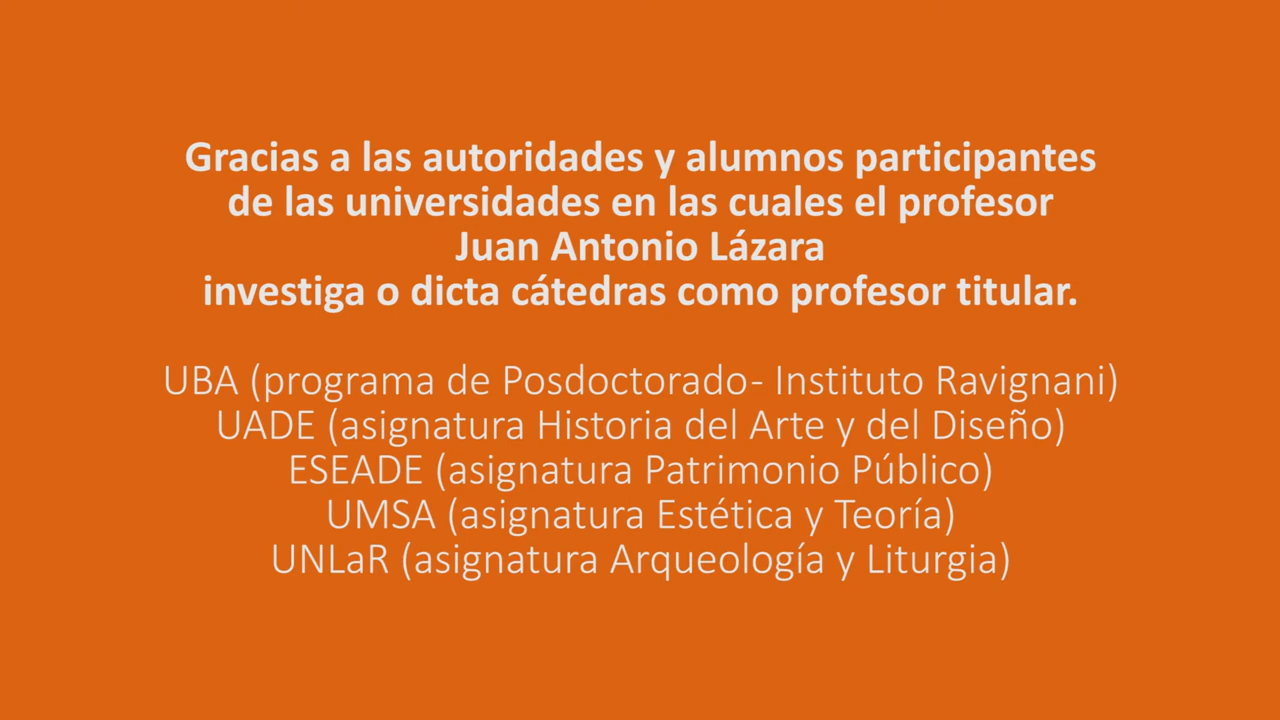 Gracias a las autoridades y alumnos participantes
de las universidades en las cuales el profesor
Juan Antonio Lázara
investiga o dicta cátedras como profesor titular.
UBA (programa de Posdoctorado- Instituto Ravignani)
UADE (asignatura Historia del Arte y del Diseño)
ESEADE (asignatura Patrimonio Público)
UMSA (asignatura Estética y Teoría)
UNLaR (asignatura Arqueología y Liturgia)